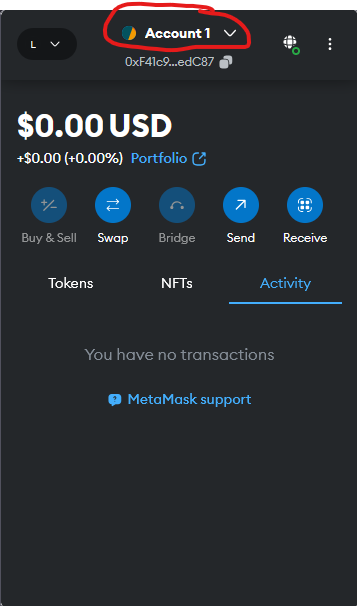 L
Account 1
0xF41c9...edC87
$0.00 USD
+$0.00 (+0.00%) Portfolio
Buy & Sell Swap Bridge Send Receive
Tokens NFTs Activity
You have no transactions
MetaMask support